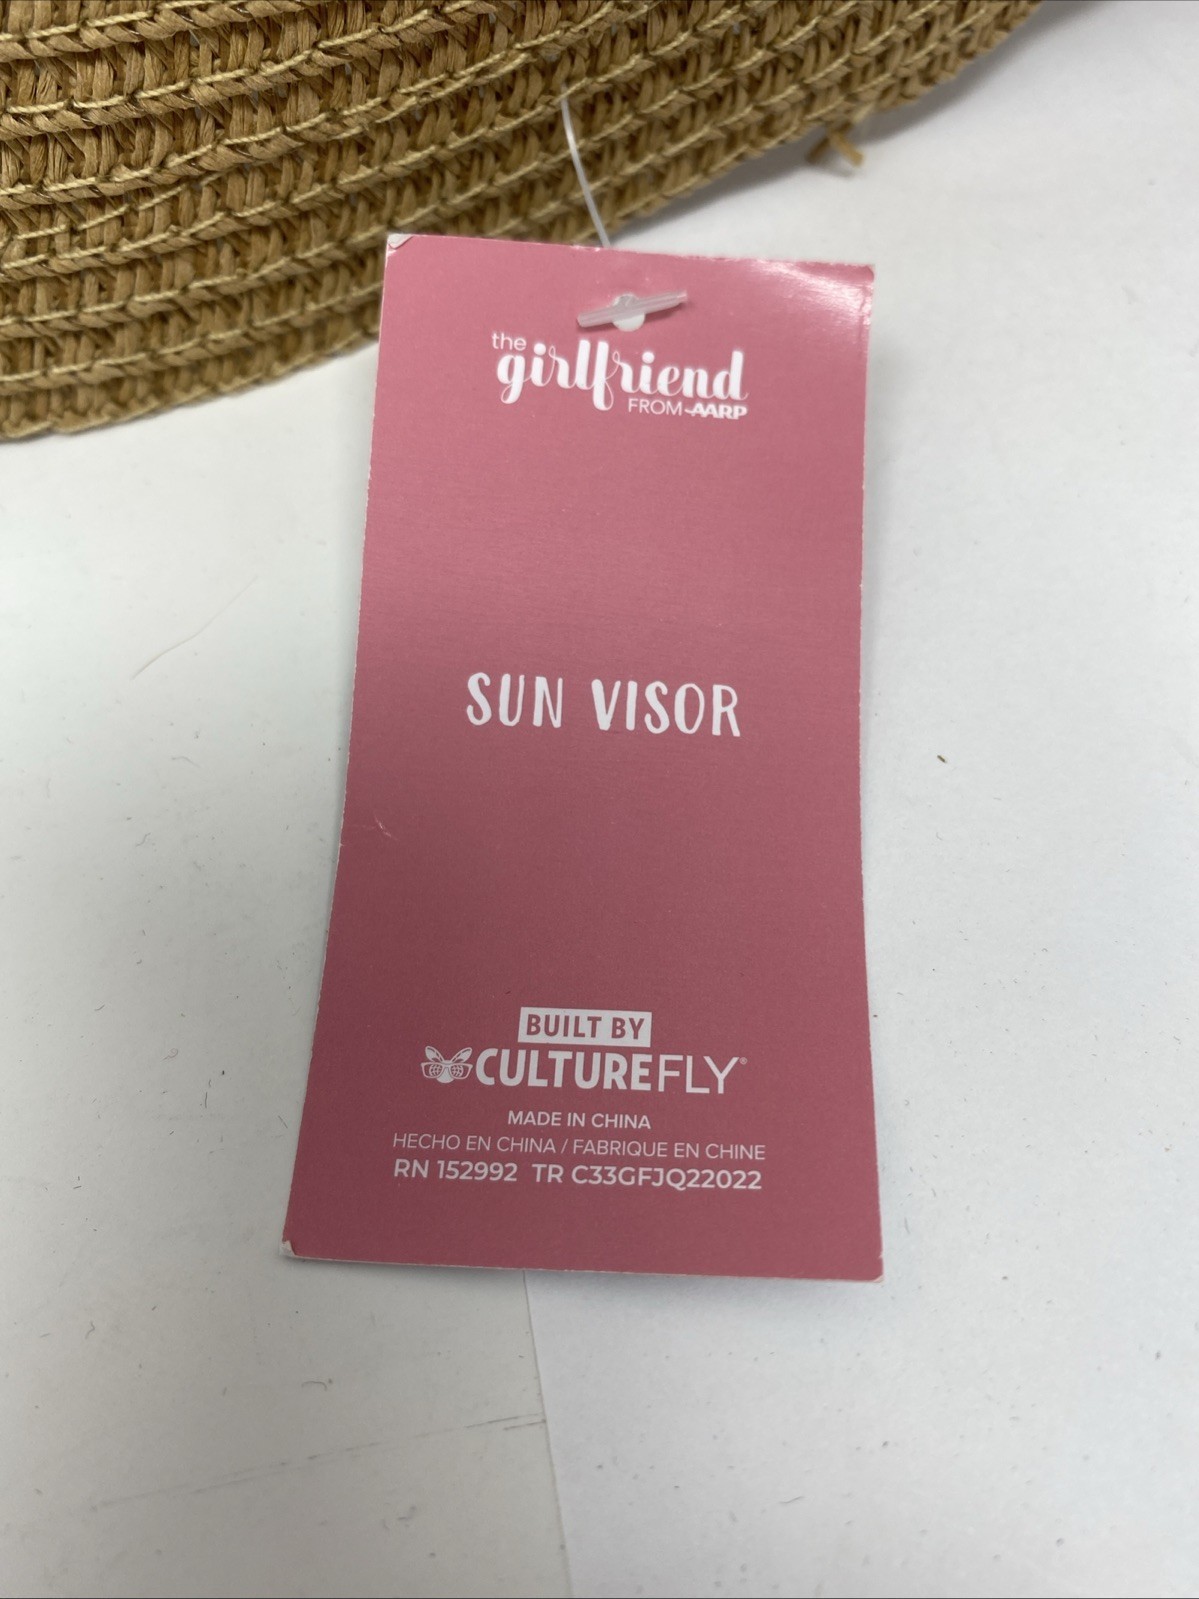 the
girlfriend
FROM AARP
SUN VISOR
BUILT BY
CULTUREFLY®
MADE IN CHINA
HECHO EN CHINA / FABRIQUE EN CHINE
RN 152992 TR C33GFJQ22022